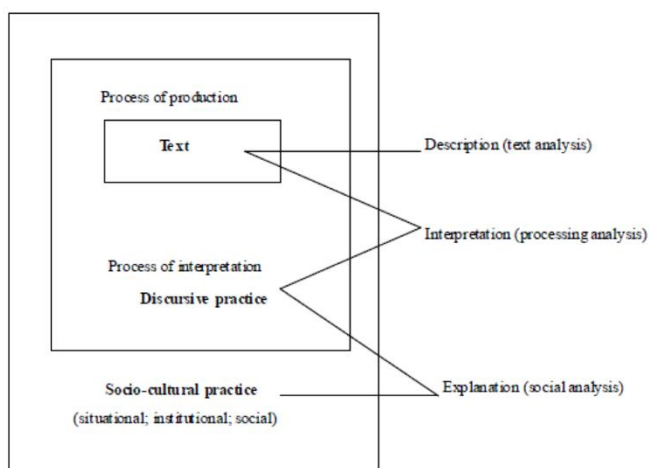 Process of production
Text
Description (text analysis)
Interpretation (processing analysis)
Process of interpretation
Discursive practice
Socio-cultural practice
Explanation (social analysis)
(situational; institutional; social)